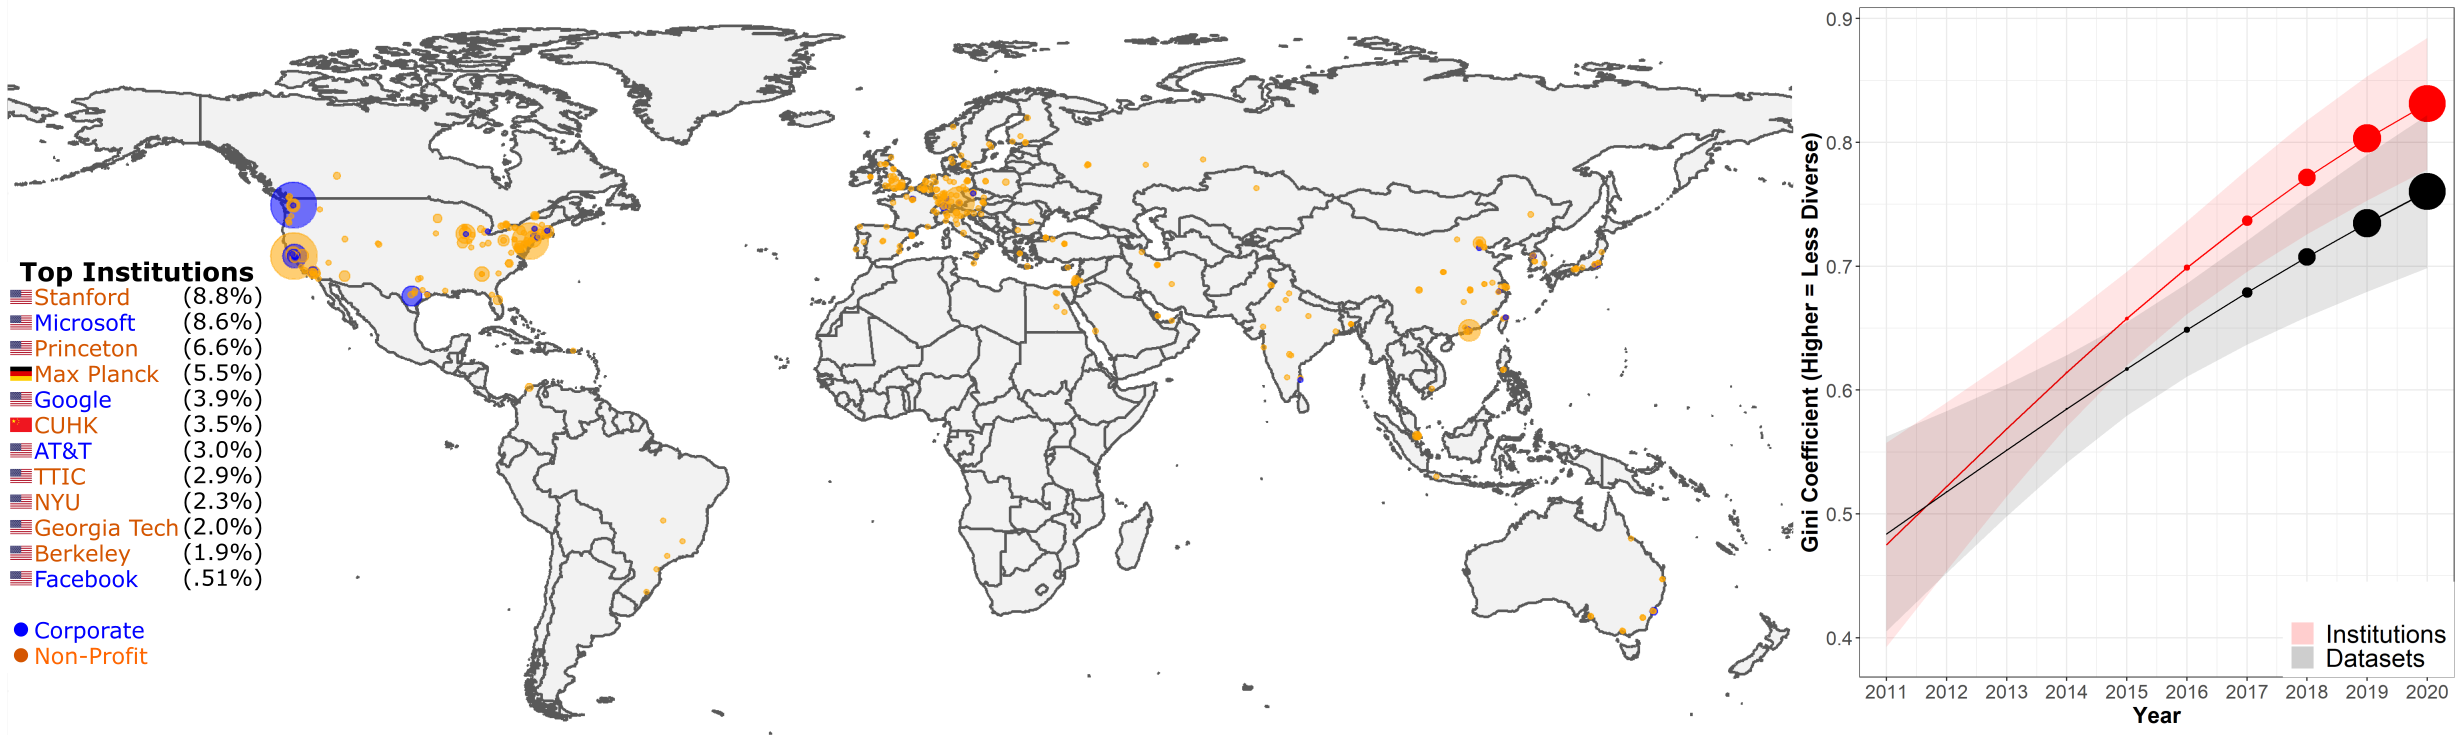 Top Institutions
Stanford (8.8%)
Microsoft (8.6%)
Princeton (6.6%)
Max Planck (5.5%)
Google (3.9%)
CUHK (3.5%)
AT&T (3.0%)
TTIC (2.9%)
NYU (2.3%)
Georgia Tech (2.0%)
Berkeley (1.9%)
Facebook (.51%)
Corporate
Non-Profit
Gini Coefficient (Higher = Less Diverse)
0.9
0.8
0.7
0.6
0.5
0.4
Institutions
Datasets
2011 2012 2013 2014 2015 2016 2017 2018 2019 2020
Year